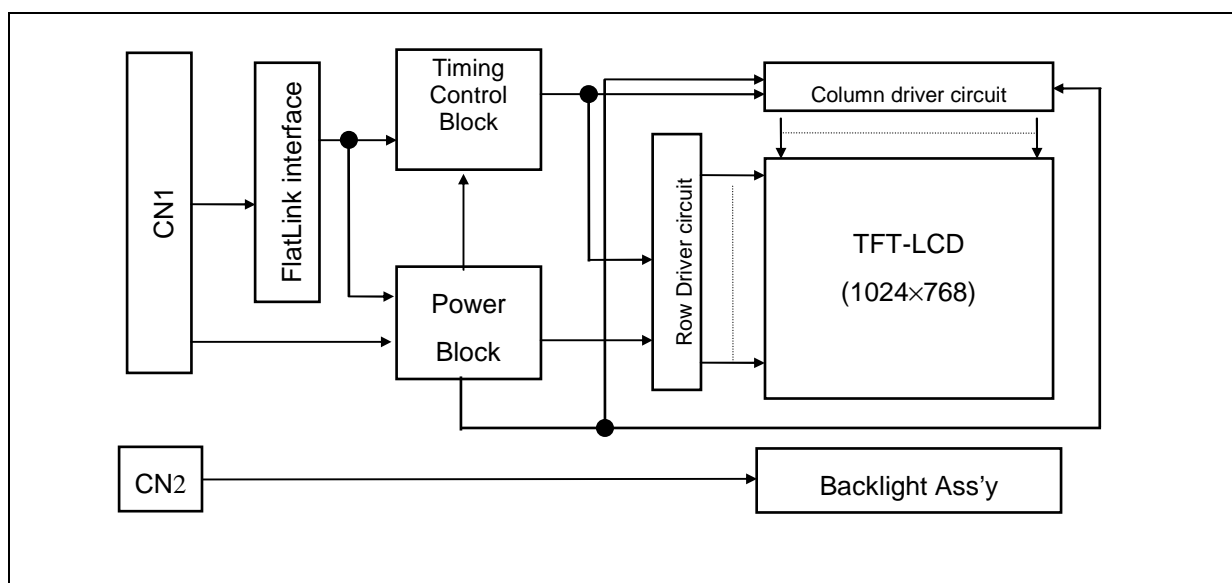 CN1
FlatLink interface
Timing
Control
Block
Power
Block
Row Driver circuit
Column driver circuit
TFT-LCD
(1024×768)
CN2
Backlight Ass'y